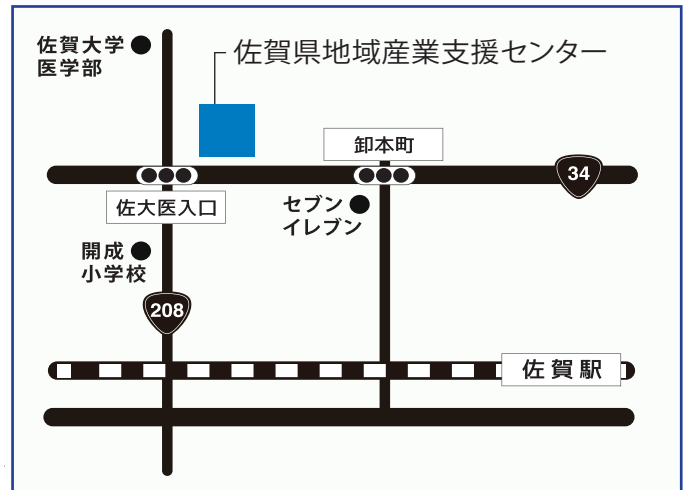 佐賀大学
医学部
佐賀県地域産業支援センター
卸本町
34
佐大医入口
セブン
イレブン
開成
小学校
208
佐賀駅